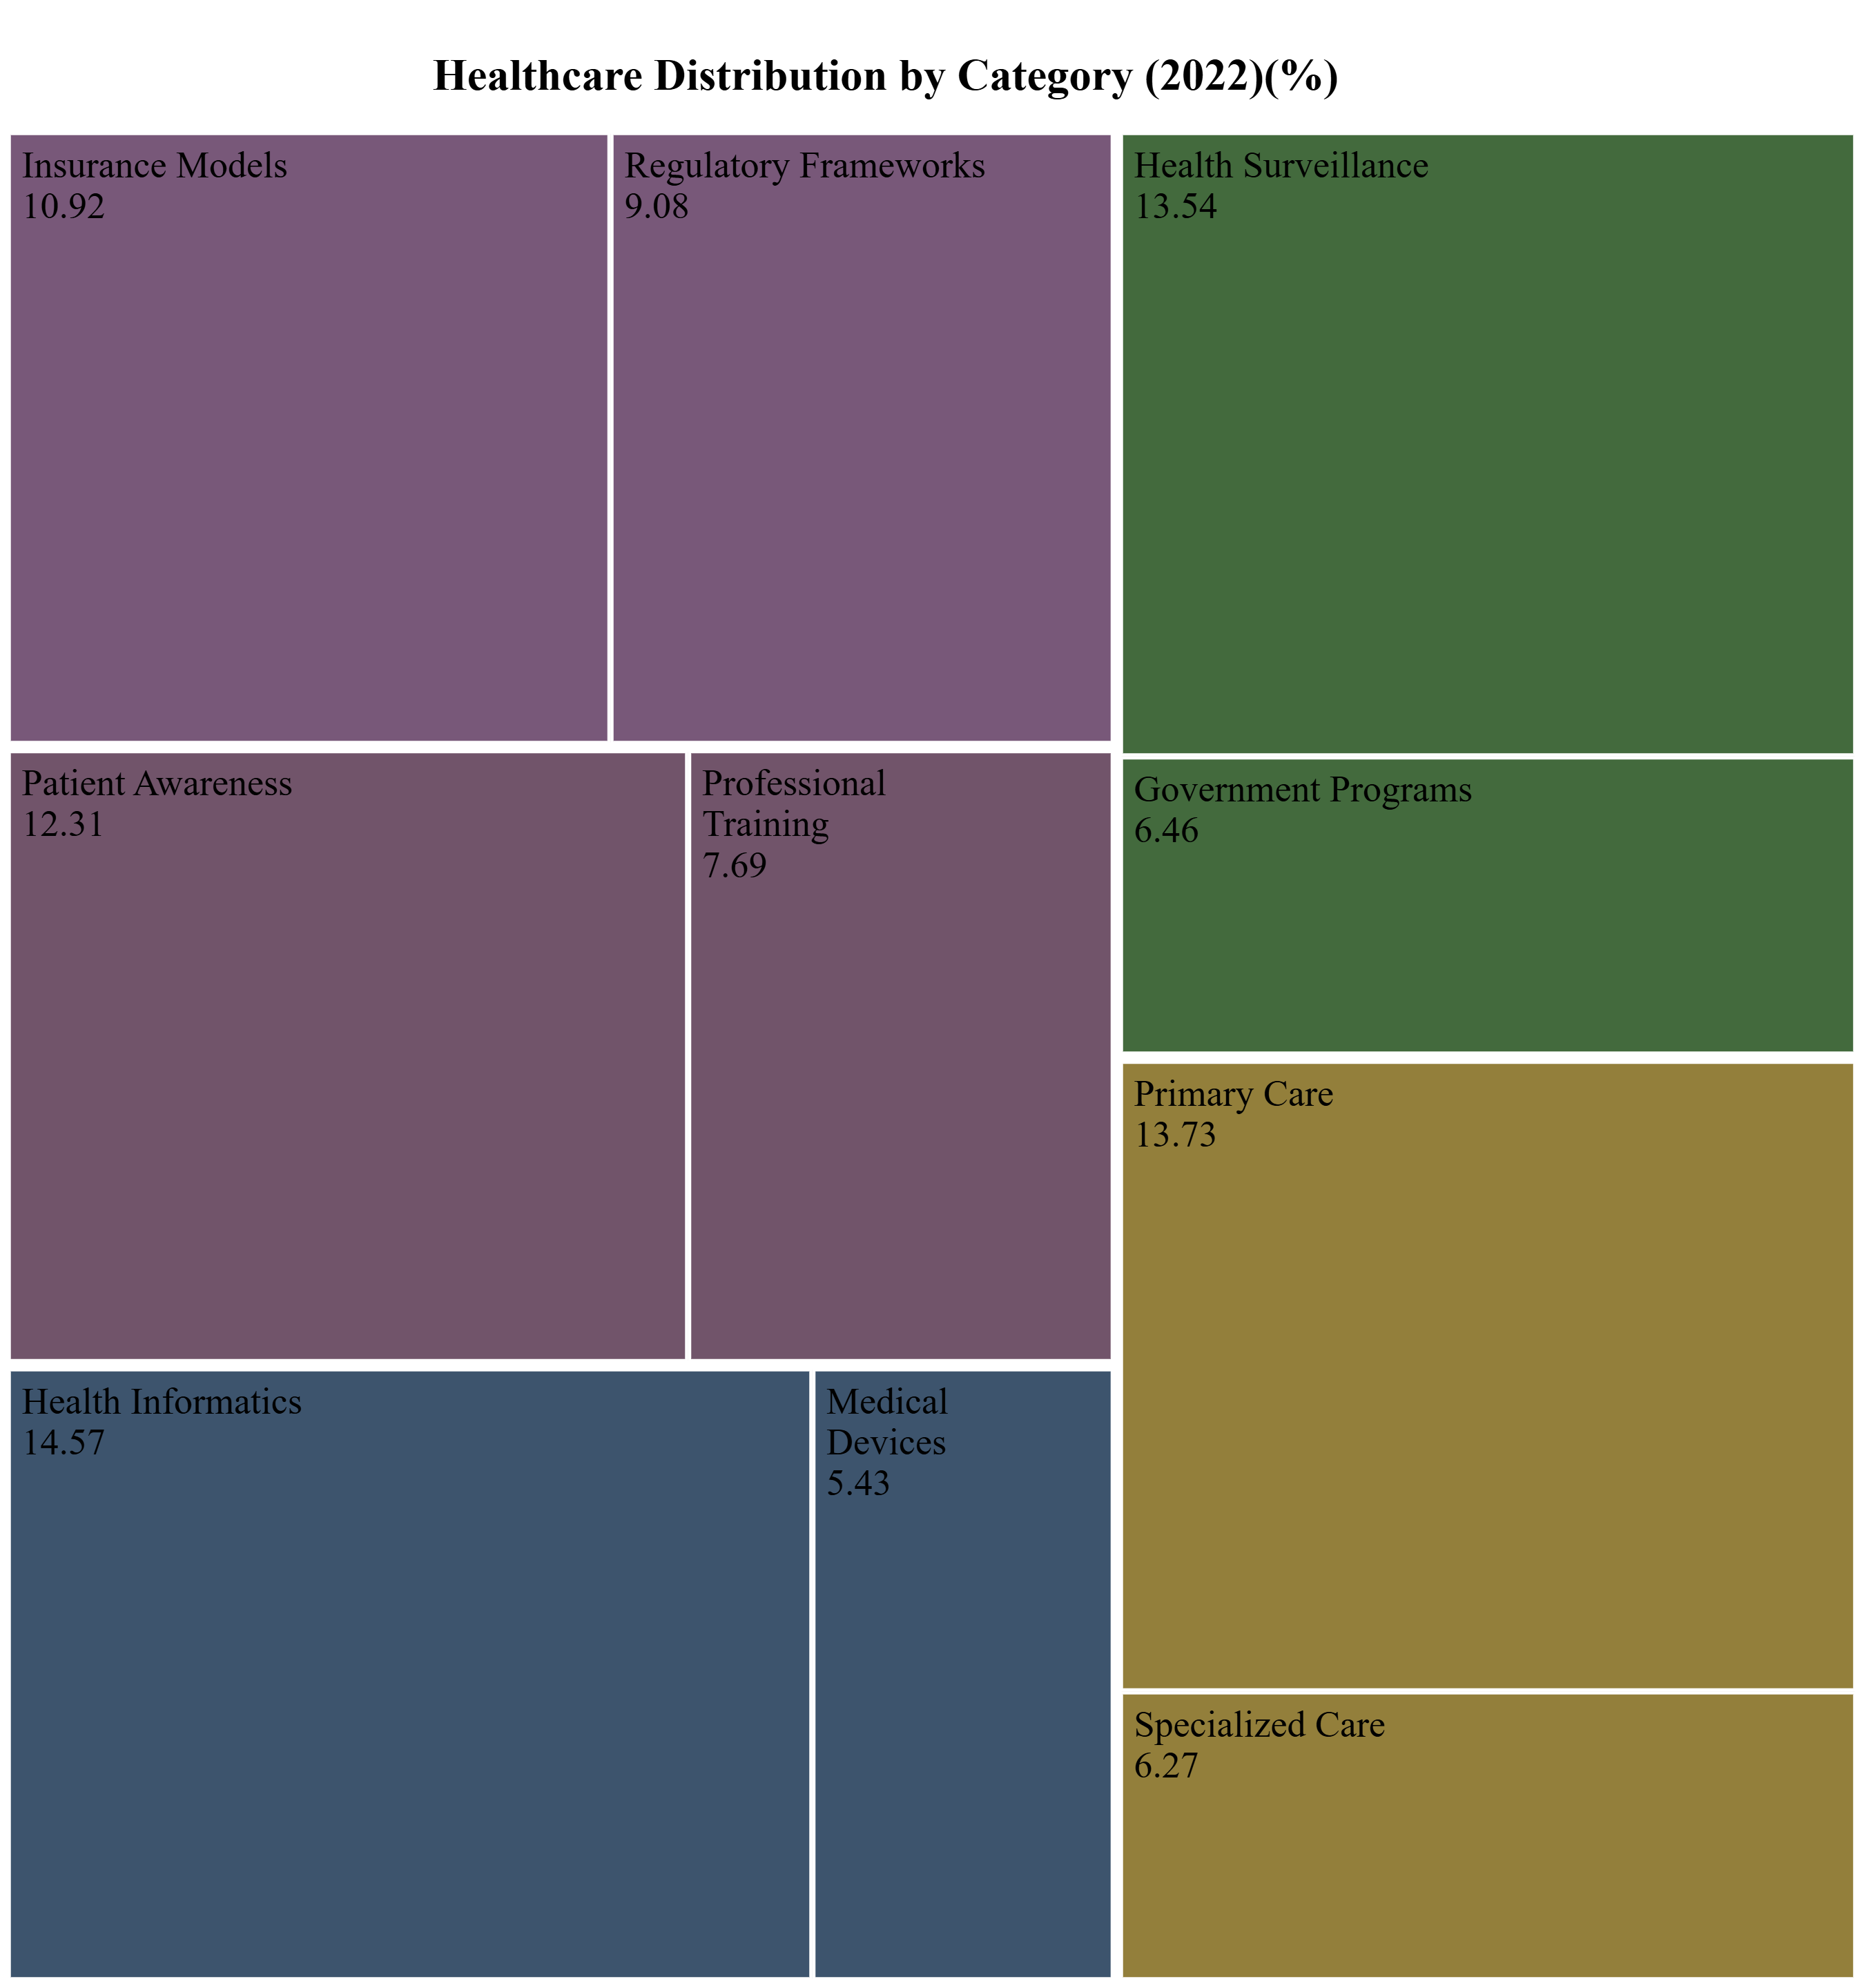 Healthcare Distribution by Category (2022)(%)
Insurance Models
10.92
Regulatory Frameworks
9.08
Health Surveillance
13.54
Patient Awareness
12.31
Professional
Training
7.69
Government Programs
6.46
Primary Care
13.73
Health Informatics
14.57
Medical
Devices
5.43
Specialized Care
6.27